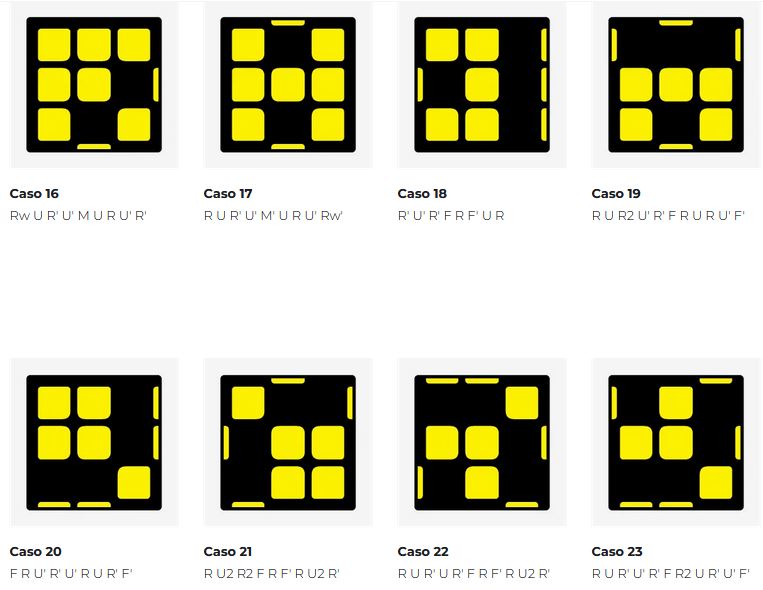 Caso 16
Rw U R' U' M U R U' R'
Caso 17
R U R' U' M' U R U' Rw'
Caso 18
R' U' R' F R F' U R
Caso 19
R U R2 U' R' F R U R U' F'
Caso 20
F R U' R' U' R U R' F'
Caso 21
R U2 R2 F R F' R U2 R'
Caso 22
R U R' U R' F R F' R U2 R'
Caso 23
R U R' U' R' F R2 U R' U' F'